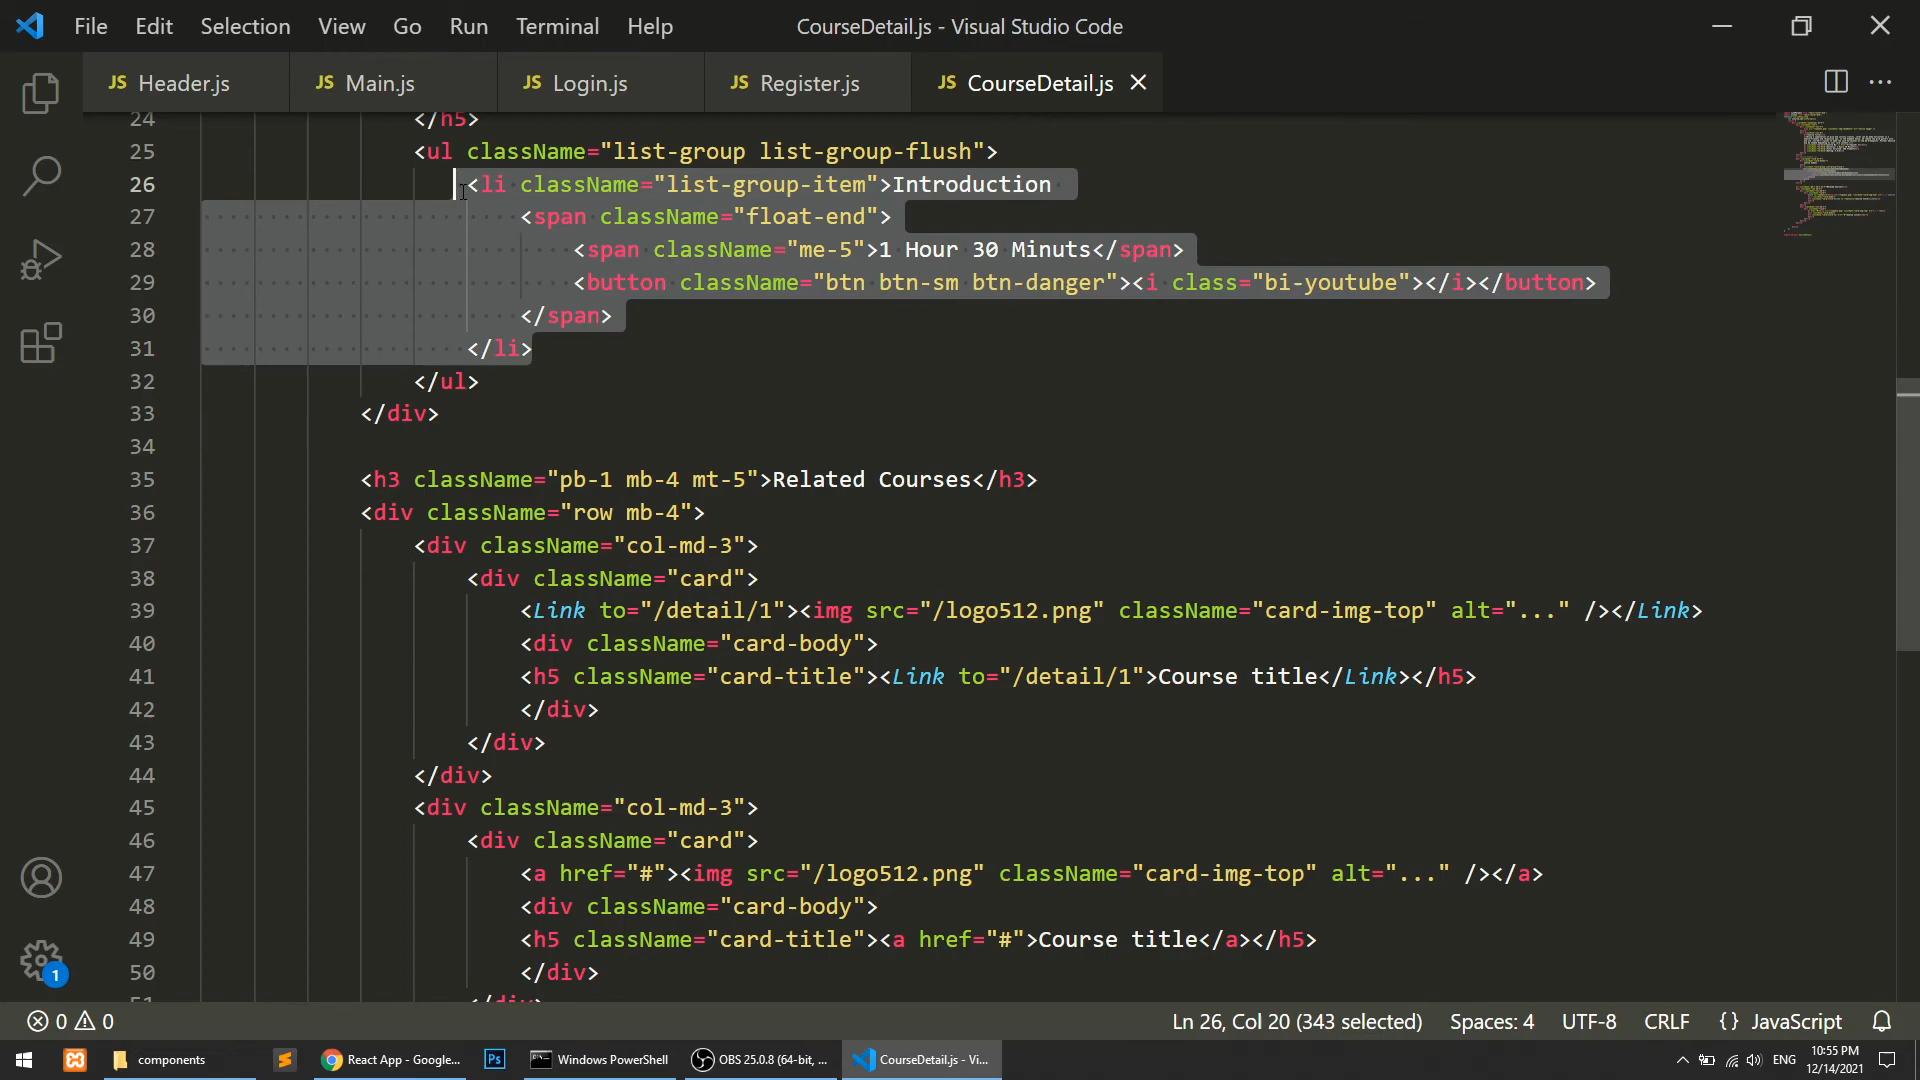 File Edit Selection View Go Run Terminal Help
CourseDetail.js - Visual Studio Code
JS Header.js JS Main.js JS Login.js JS Register.js JS CourseDetail.js
24 </h5>
25 <ul className="list-group list-group-flush">
26 <li className="list-group-item">Introduction
27 <span className="float-end">
28 <span className="me-5">1 Hour 30 Minuts</span>
29 <button className="btn btn-sm btn-danger"><i class="bi-youtube"></i></button>
30 </span>
31 </li>
32 </ul>
33 </div>
34
35 <h3 className="pb-1 mb-4 mt-5">Related Courses</h3>
36 <div className="row mb-4">
37 <div className="col-md-3">
38 <div className="card">
39 <Link to="/detail/1"><img src="/logo512.png" className="card-img-top" alt="..." /></Link>
40 <div className="card-body">
41 <h5 className="card-title"><Link to="/detail/1">Course title</Link></h5>
42 </div>
43 </div>
44 </div>
45 <div className="col-md-3">
46 <div className="card">
47 <a href="#"><img src="/logo512.png" className="card-img-top" alt="..." /></a>
48 <div className="card-body">
49 <h5 className="card-title"><a href="#">Course title</a></h5>
50 </div>
51 </div>
1
0 0
Ln 26, Col 20 (343 selected) Spaces: 4 UTF-8 CRLF {} JavaScript
components Ps React App - Google... Windows PowerShell OBS 25.0.8 (64-bit, ... CourseDetail.js - Vi...
ENG
10:55 PM
12/14/2021